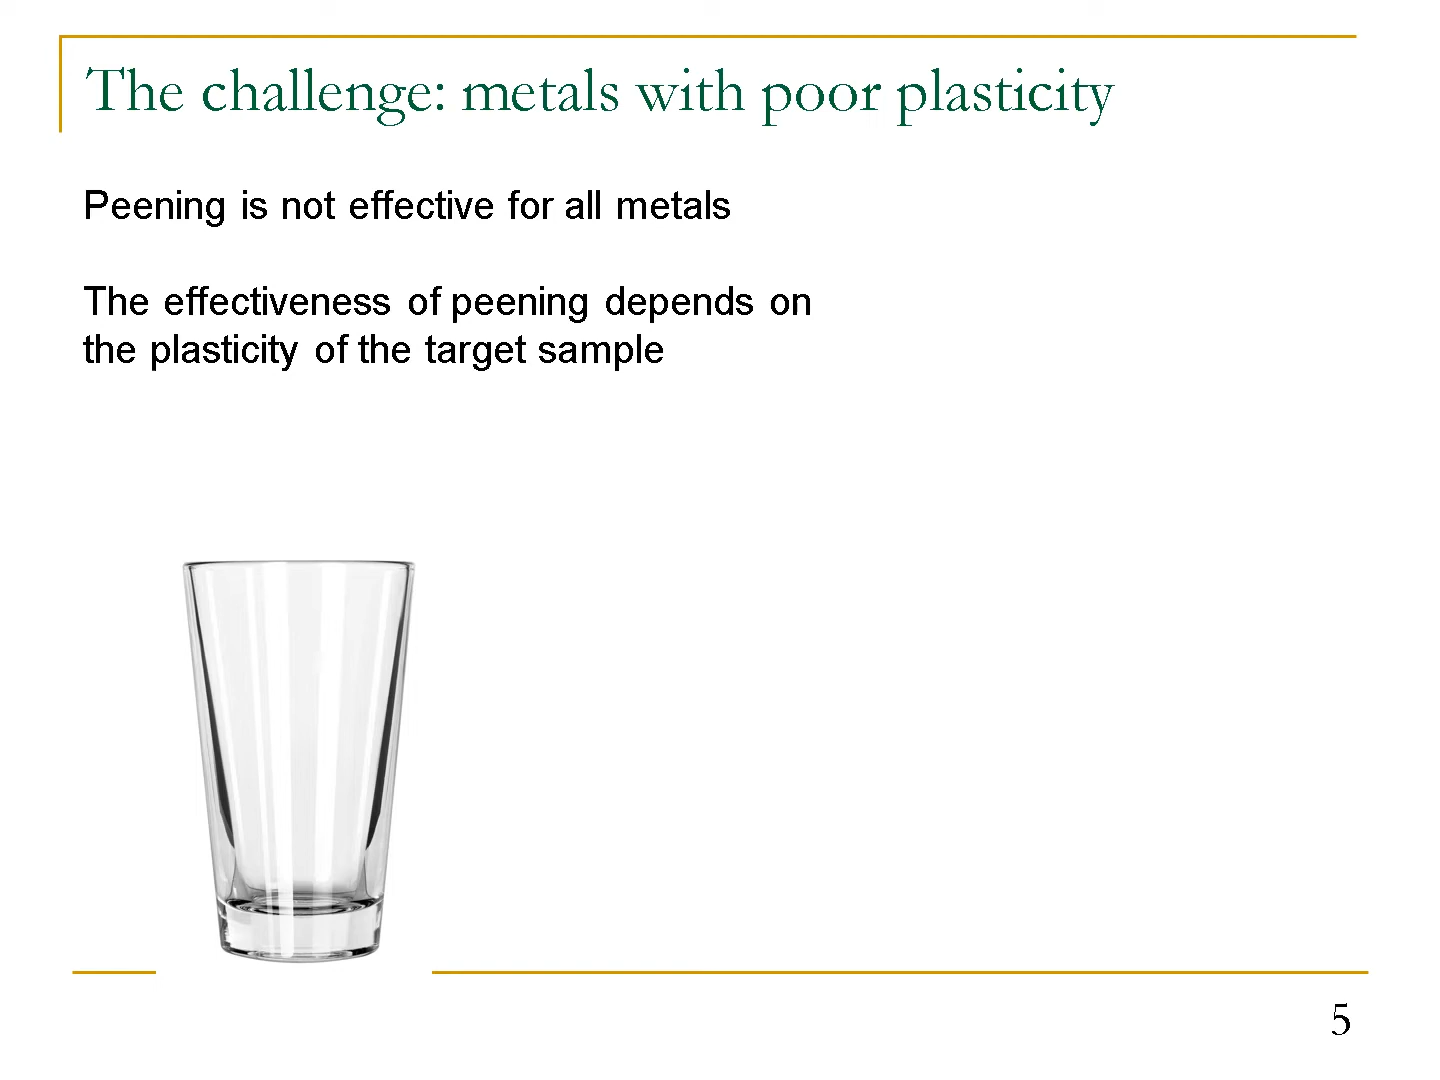 The challenge: metals with poor plasticity
Peening is not effective for all metals
The effectiveness of peening depends on
the plasticity of the target sample
5